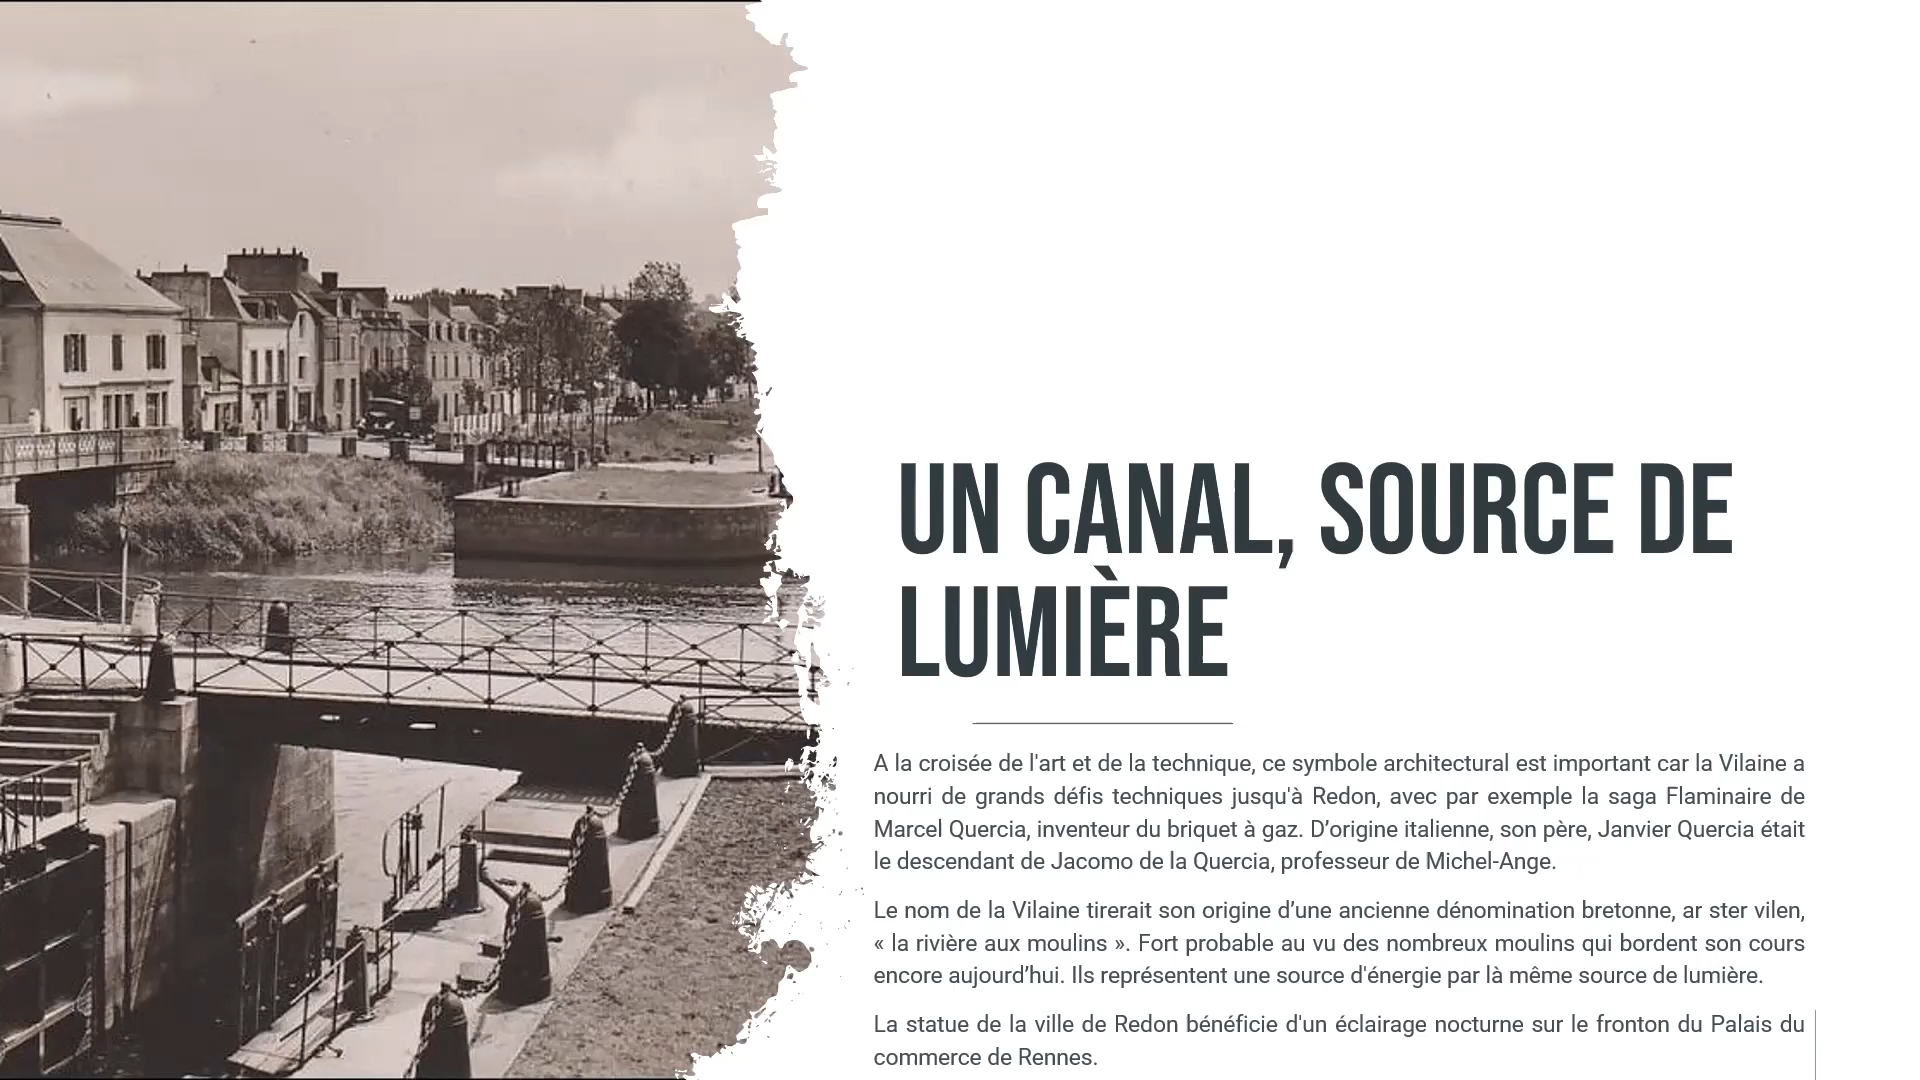 UN CANAL, SOURCE DE
LUMIÈRE
A la croisée de l'art et de la technique, ce symbole architectural est important car la Vilaine a
nourri de grands défis techniques jusqu'à Redon, avec par exemple la saga Flaminaire de
Marcel Quercia, inventeur du briquet à gaz. D’origine italienne, son père, Janvier Quercia était
le descendant de Jacomo de la Quercia, professeur de Michel-Ange.
Le nom de la Vilaine tirerait son origine d’une ancienne dénomination bretonne, ar ster vilen,
« la rivière aux moulins ». Fort probable au vu des nombreux moulins qui bordent son cours
encore aujourd’hui. Ils représentent une source d'énergie par là même source de lumière.
La statue de la ville de Redon bénéficie d'un éclairage nocturne sur le fronton du Palais du
commerce de Rennes.